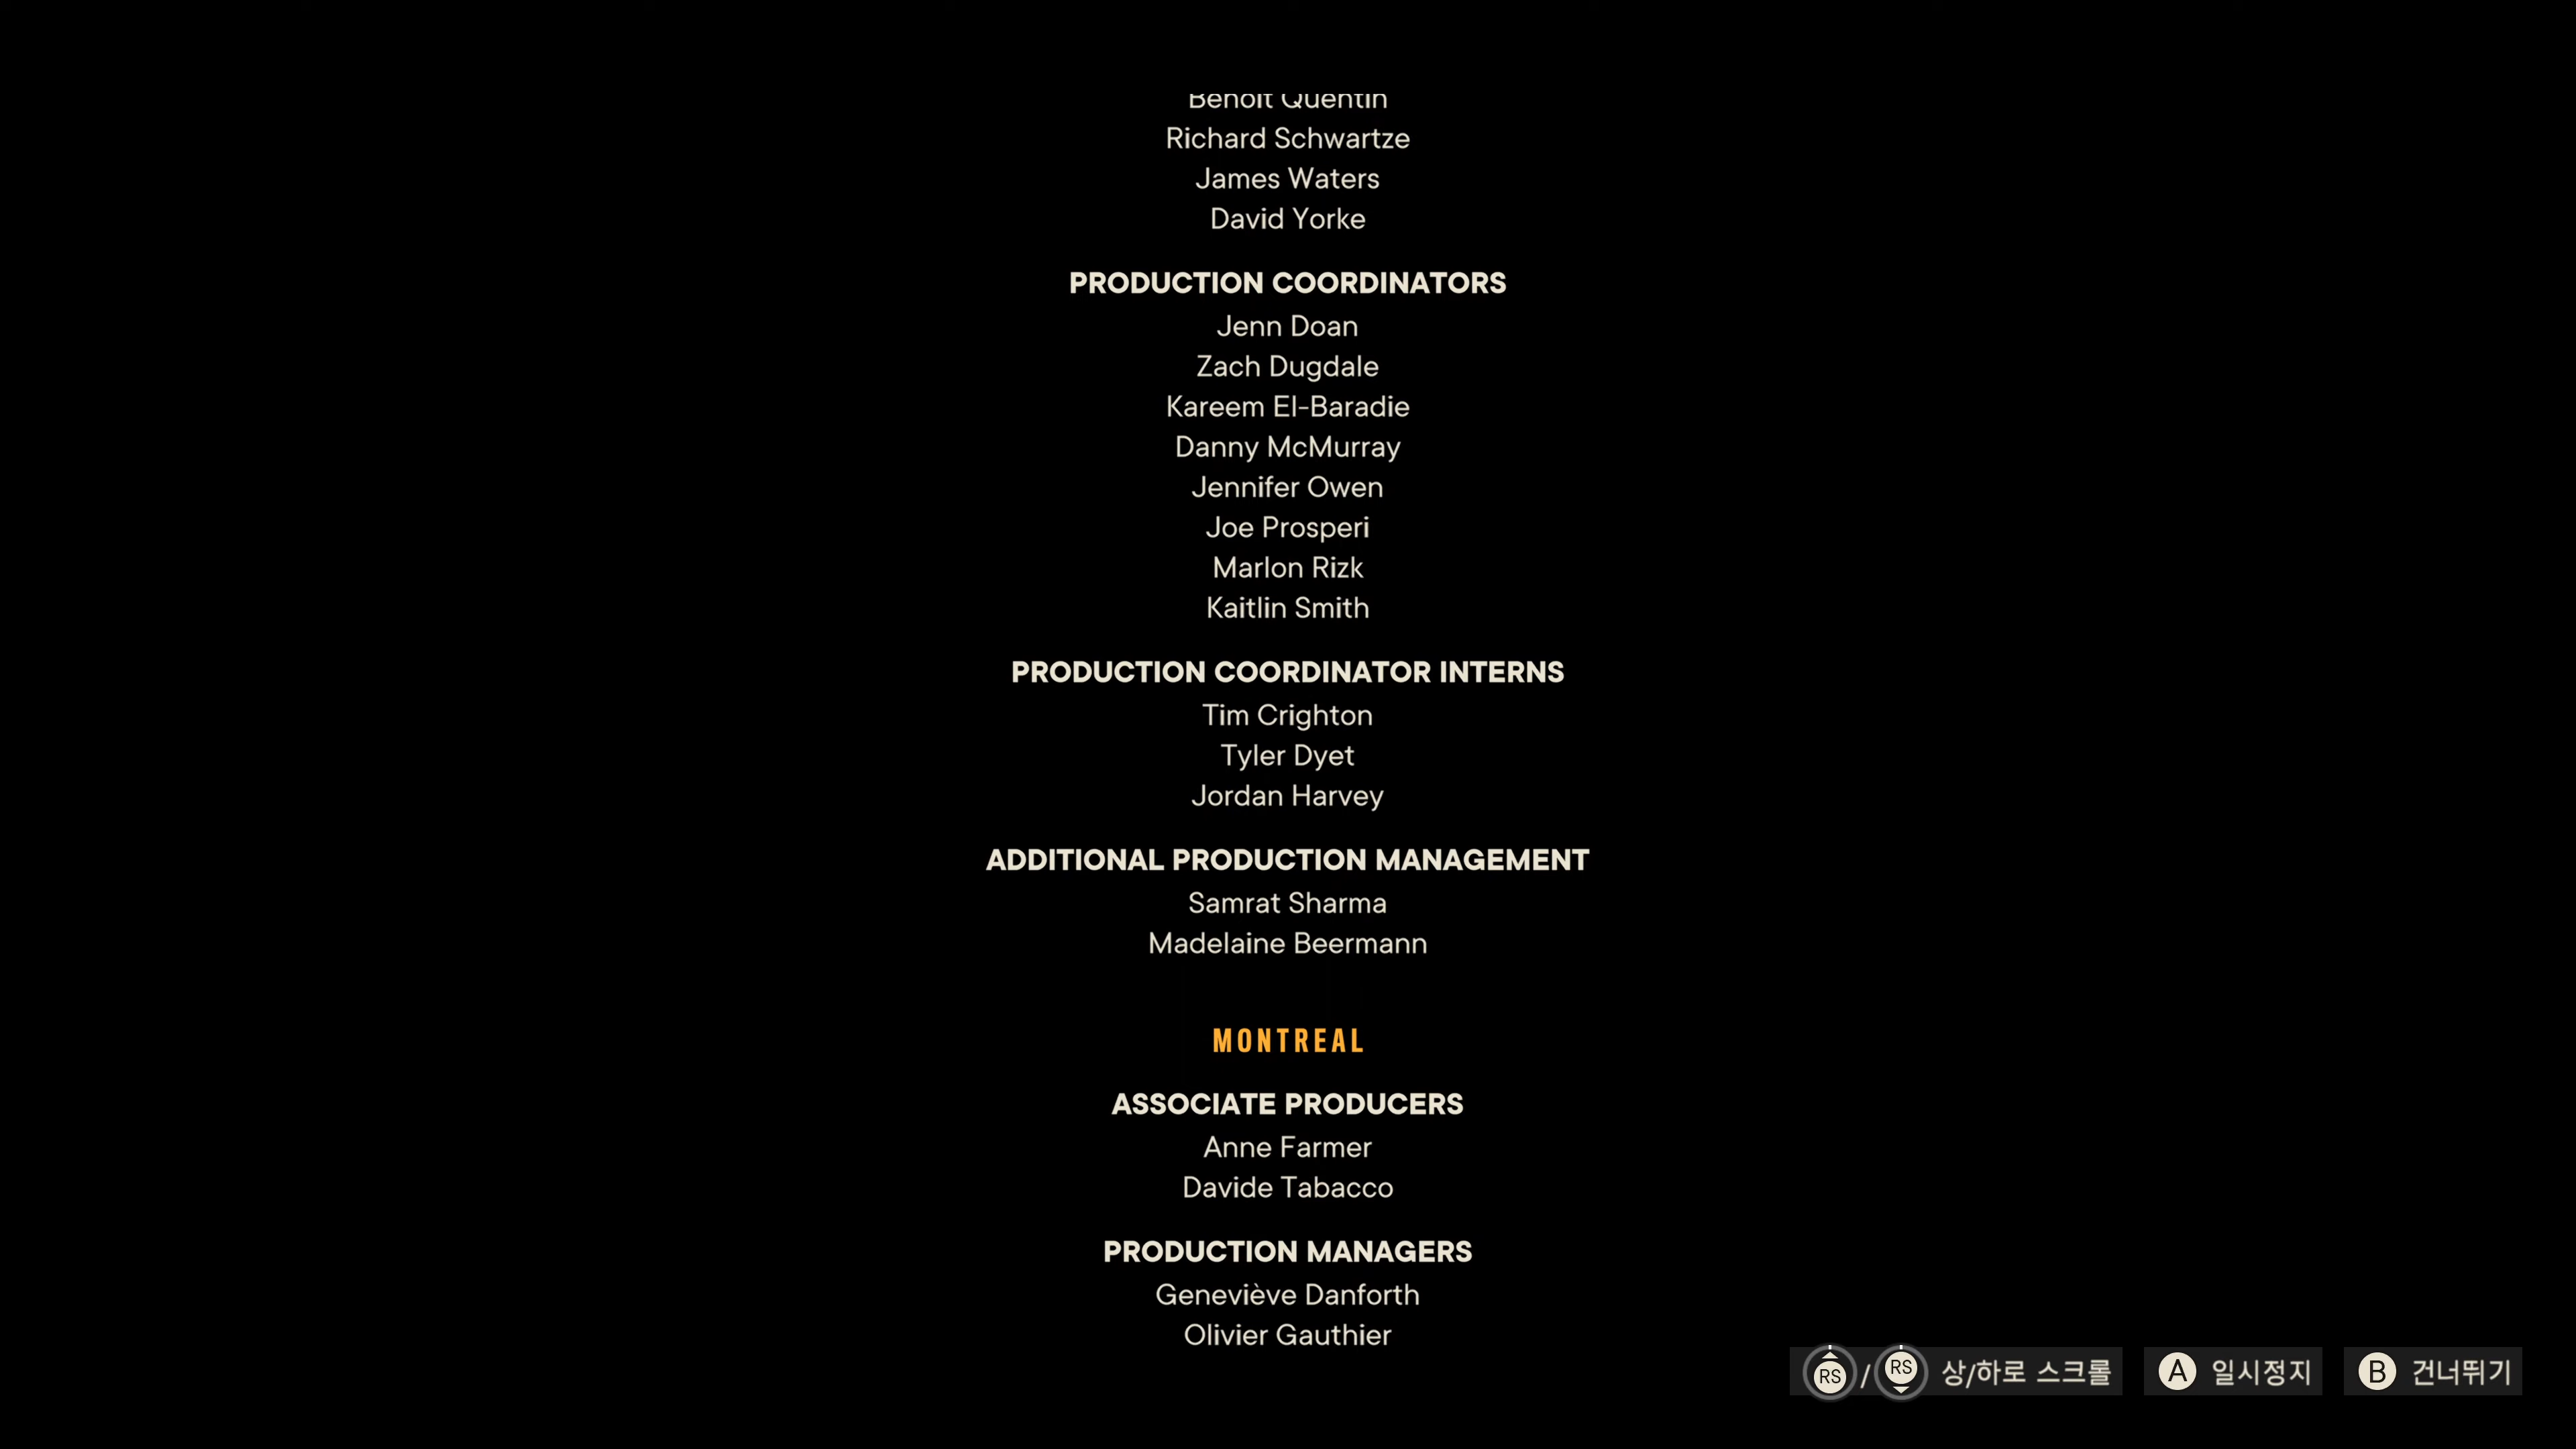 Benoit Quentin
Richard Schwartze
James Waters
David Yorke
PRODUCTION COORDINATORS
Jenn Doan
Zach Dugdale
Kareem El-Baradie
Danny McMurray
Jennifer Owen
Joe Prosperi
Marlon Rizk
Kaitlin Smith
PRODUCTION COORDINATOR INTERNS
Tim Crighton
Tyler Dyet
Jordan Harvey
ADDITIONAL PRODUCTION MANAGEMENT
Samrat Sharma
Madelaine Beermann
MONTREAL
ASSOCIATE PRODUCERS
Anne Farmer
Davide Tabacco
PRODUCTION MANAGERS
Geneviève Danforth
Olivier Gauthier
RS / RS 상/하로 스크롤 A 일시정지 B 건너뛰기